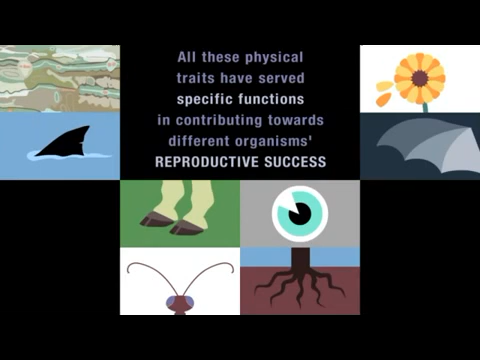 All these physical
traits have served
specific functions
in contributing towards
different organisms'
REPRODUCTIVE SUCCESS